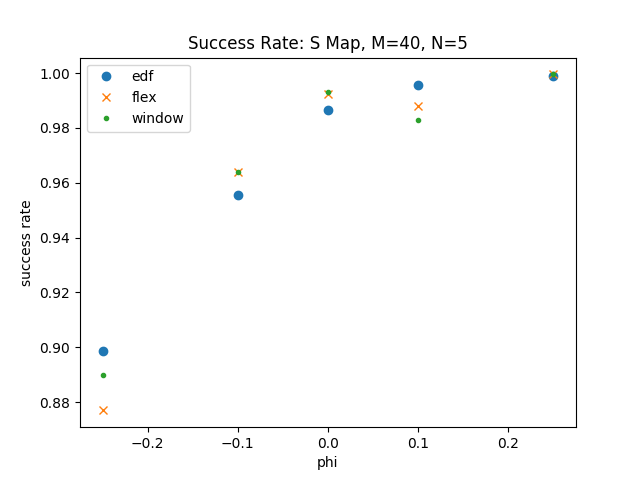 Success Rate: S Map, M=40, N=5
edf
flex
window
1.00
0.98
0.96
0.94
0.92
0.90
0.88
success rate
−0.2
−0.1
0.0
0.1
0.2
phi